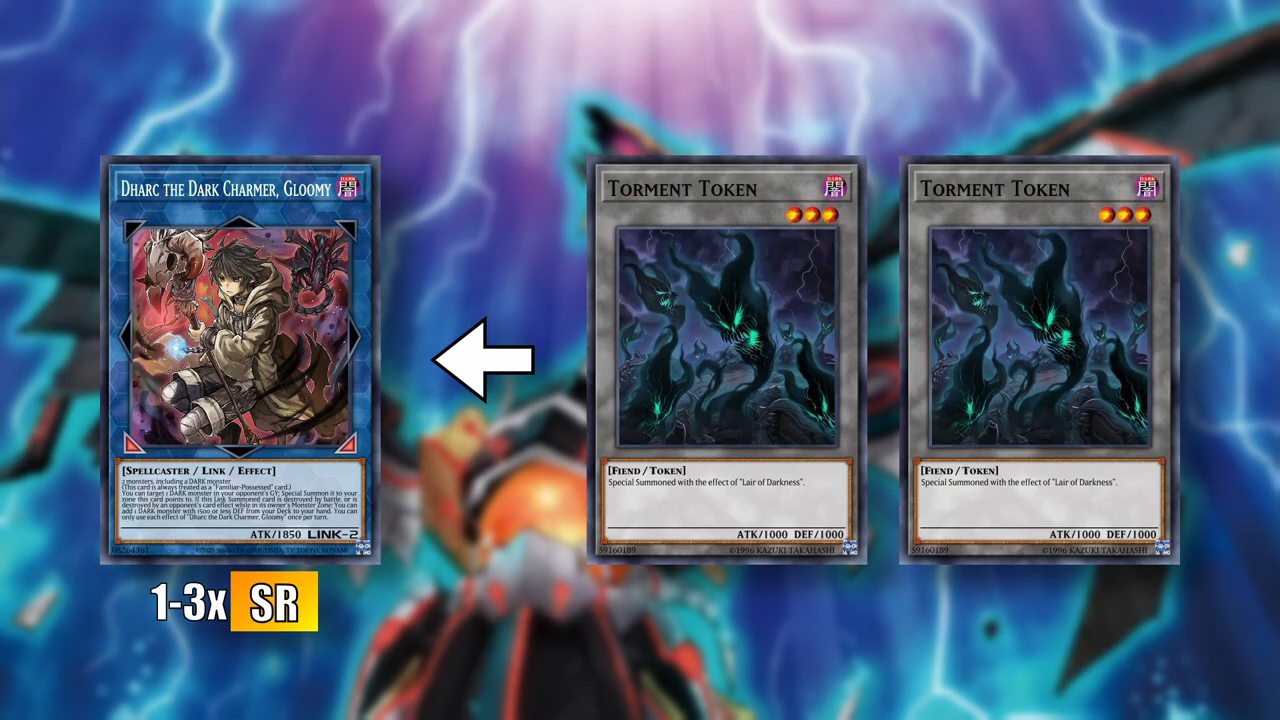 DHARC THE DARK CHARMER, GLOOMY
DARK
闇
[SPELLCASTER / LINK / EFFECT]
2 monsters, including a DARK monster
(This card is always treated as a "Familiar-Possessed" card.)
You can target 1 DARK monster in your opponent's GY; Special Summon it to your
zone this card points to. If this Link Summoned card is destroyed by battle, or is
destroyed by an opponent's card effect while in its owner's Monster Zone: You can
add 1 DARK monster with 1500 or less DEF from your Deck to your hand. You can
only use each effect of "Dharc the Dark Charmer, Gloomy" once per turn.
ATK/1850 LINK-2
08264361
1-3x SR
TORMENT TOKEN
DARK
闇
[FIEND / TOKEN]
Special Summoned with the effect of "Lair of Darkness".
ATK/1000 DEF/1000
59160189
©1996 KAZUKI TAKAHASHI
TORMENT TOKEN
DARK
闇
[FIEND / TOKEN]
Special Summoned with the effect of "Lair of Darkness".
ATK/1000 DEF/1000
59160189
©1996 KAZUKI TAKAHASHI